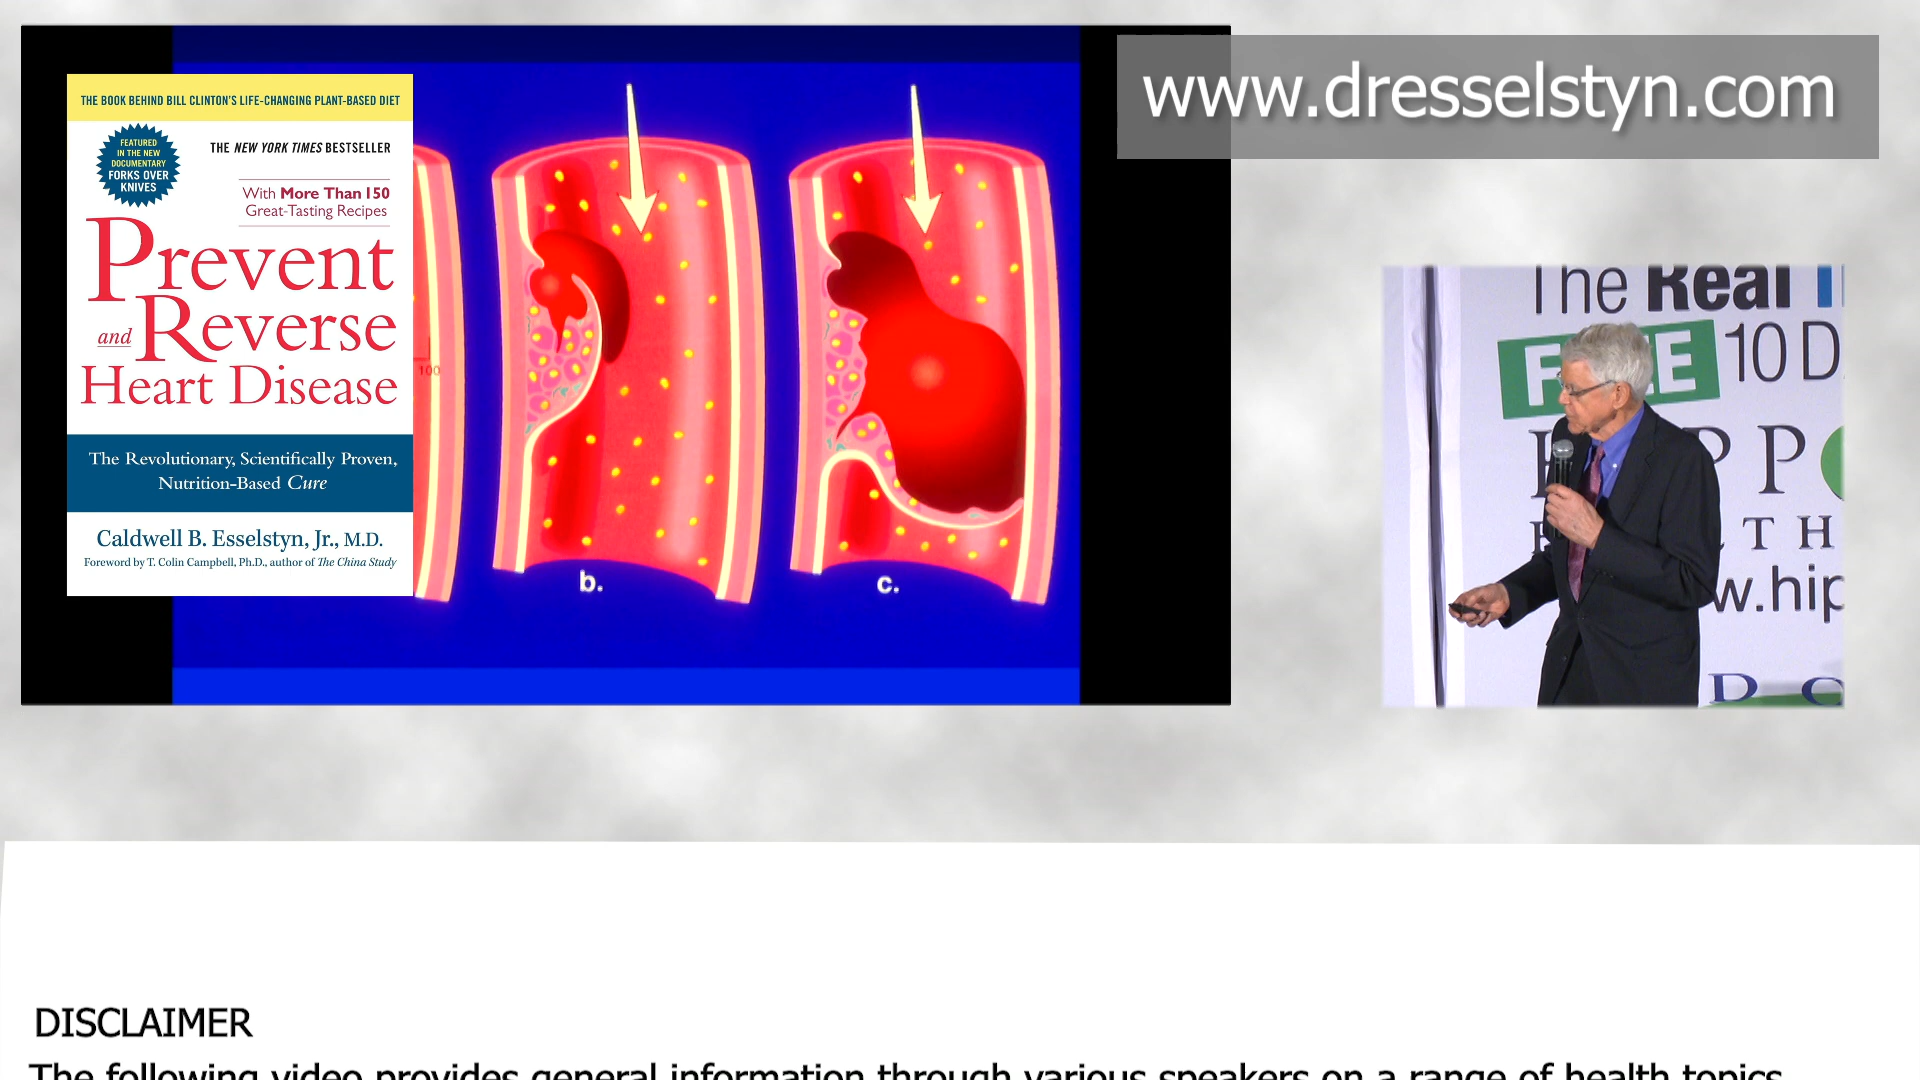 THE BOOK BEHIND BILL CLINTON'S LIFE-CHANGING PLANT-BASED DIET
FEATURED
IN THE NEW
DOCUMENTARY
FORKS OVER
KNIVES
THE NEW YORK TIMES BESTSELLER
With More Than 150
Great-Tasting Recipes
Prevent
and Reverse
Heart Disease
The Revolutionary, Scientifically Proven,
Nutrition-Based Cure
Caldwell B. Esselstyn, Jr., M.D.
Foreword by T. Colin Campbell, Ph.D., author of The China Study
100
b.
c.
www.dresselstyn.com
The Real
FREE 10 D
PP
TH
w.hip
DISCLAIMER
The following video provides general information through various speakers on a range of health topics.